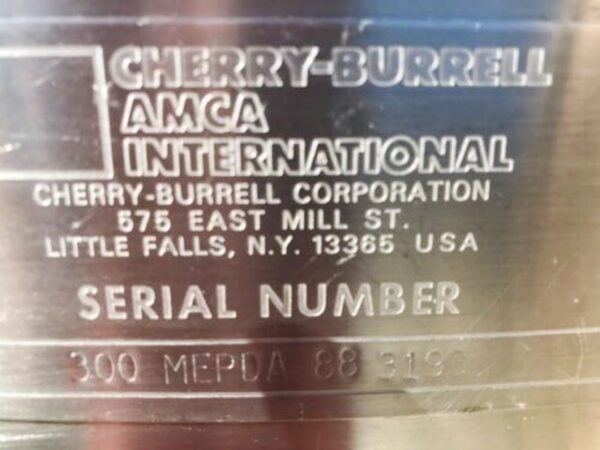 CHERRY-BURRELL
AMCA
INTERNATIONAL
CHERRY-BURRELL CORPORATION
575 EAST MILL ST.
LITTLE FALLS, N.Y. 13365 USA
SERIAL NUMBER
300 MEPDA 88